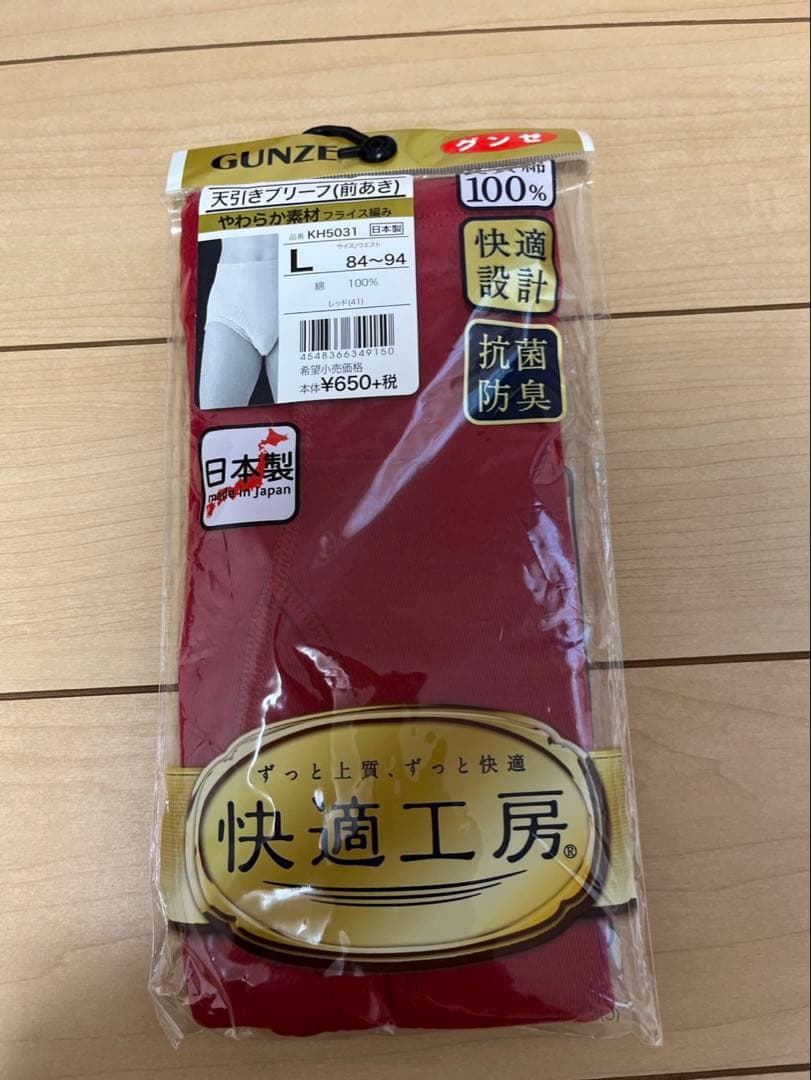 GUNZE
グンゼ
天引きブリーフ(前あき)
やわらか素材 フライス編み
品番 KH5031 日本製
サイズ/ウエスト
L 84〜94
綿 100%
レッド(41)
4548366349150
希望小売価格
本体¥650+税
100%
快適
設計
抗菌
防臭
日本製
made in Japan
ずっと上質、ずっと快適
快適工房®